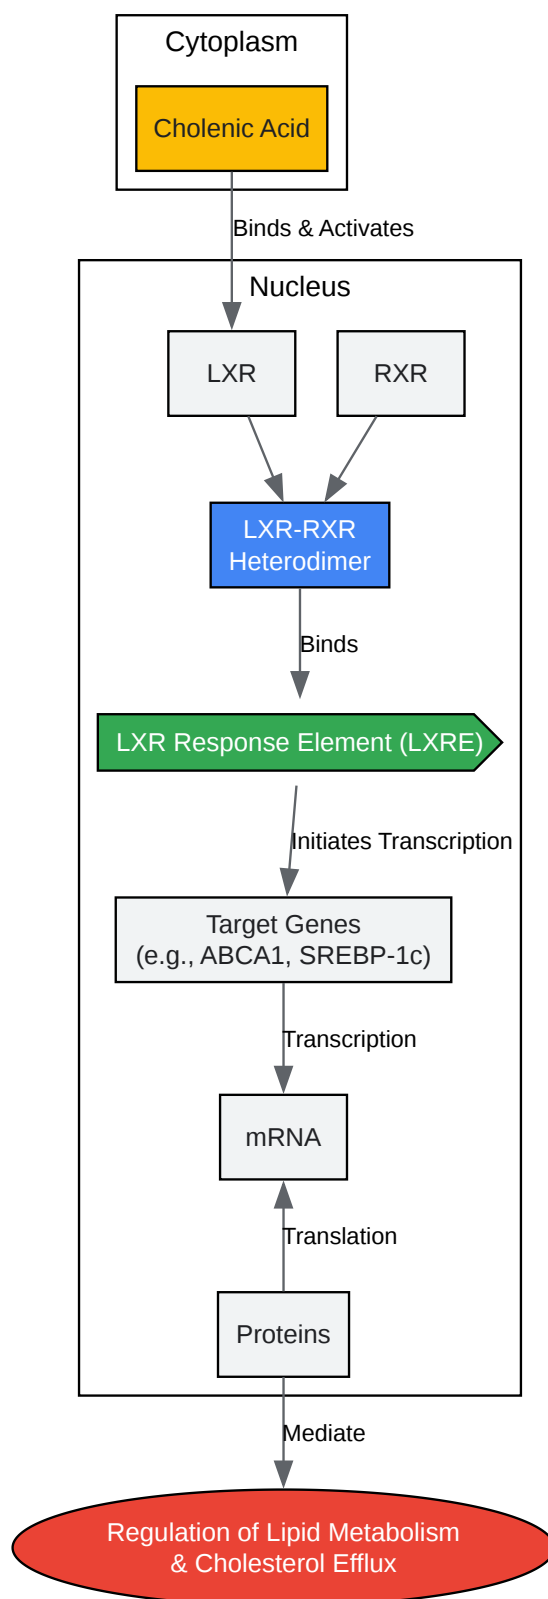 Cytoplasm
Cholenic Acid
Binds & Activates
Nucleus
LXR
RXR
LXR-RXR
Heterodimer
Binds
LXR Response Element (LXRE)
Initiates Transcription
Target Genes
(e.g., ABCA1, SREBP-1c)
Transcription
mRNA
Translation
Proteins
Mediate
Regulation of Lipid Metabolism
& Cholesterol Efflux